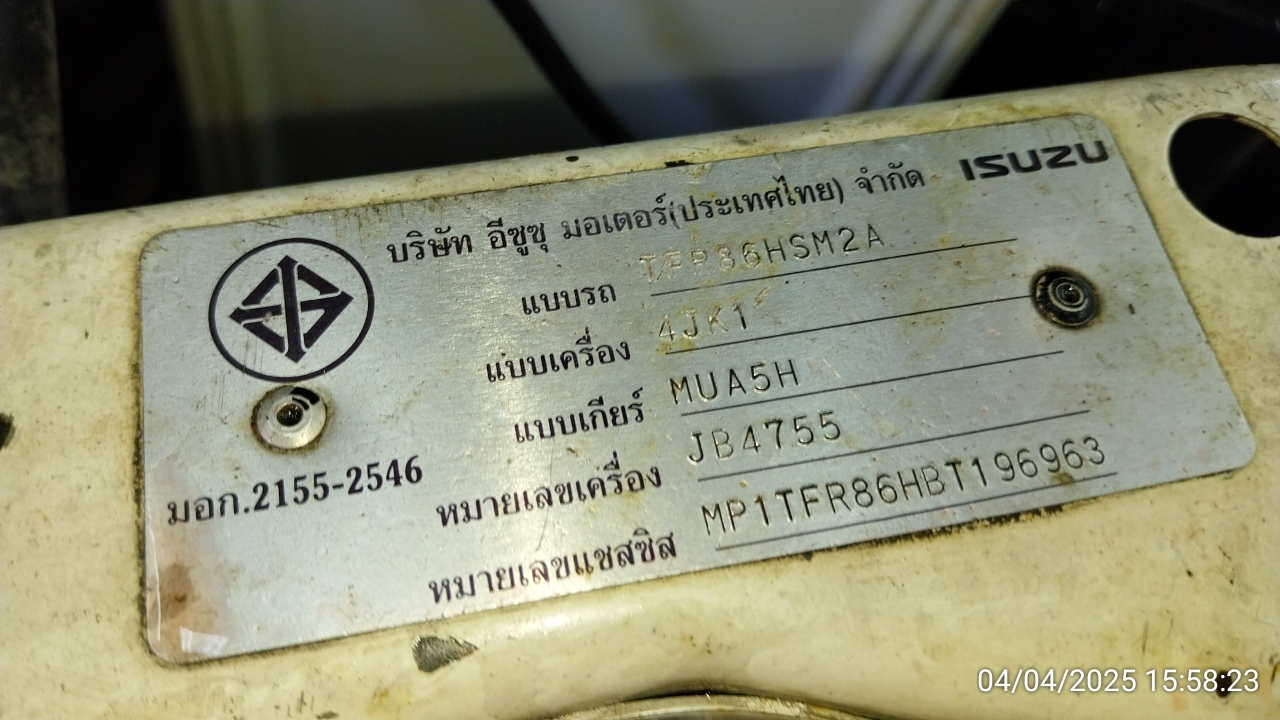 บริษัท อีซูซุ มอเตอร์(ประเทศไทย) จำกัด ISUZU
แบบรถ TFR86HSM2A
แบบเครื่อง 4JK1
แบบเกียร์ MUA5H
หมายเลขเครื่อง JB4755
หมายเลขแชสซิส MP1TFR86HBT196963
มอก.2155-2546
04/04/2025 15:58:23